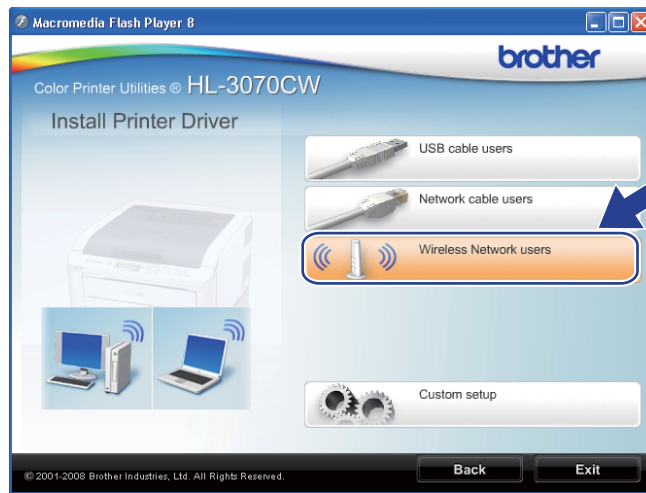 Macromedia Flash Player 8
brother
Color Printer Utilities ® HL-3070CW
Install Printer Driver
USB cable users
Network cable users
Wireless Network users
Custom setup
© 2001-2008 Brother Industries, Ltd. All Rights Reserved.
Back
Exit